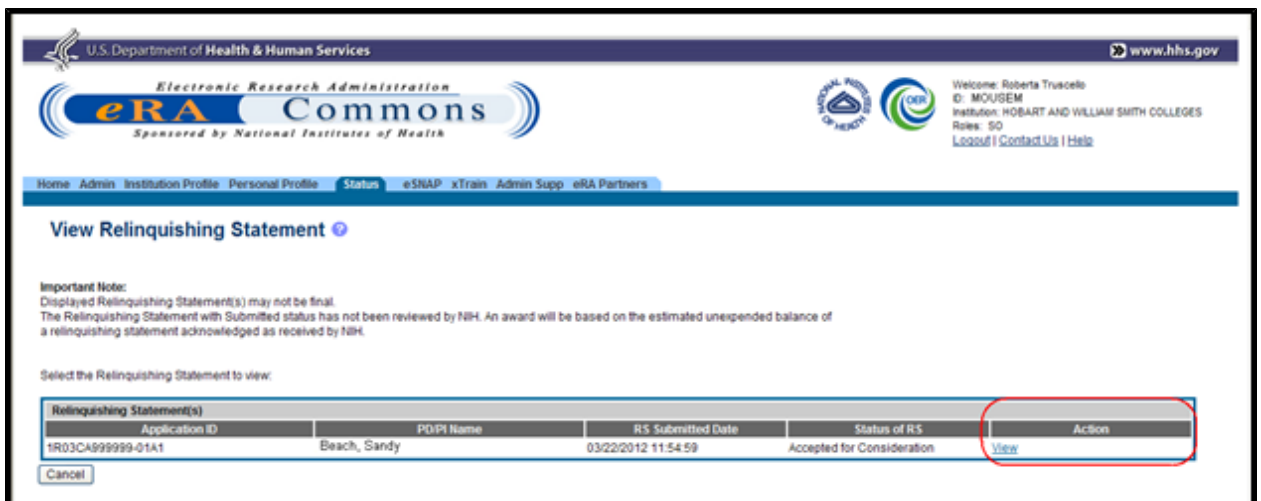 U.S. Department of Health & Human Services
www.hhs.gov
Electronic Research Administration
eRA Commons
Sponsored by National Institutes of Health
NATIONAL INSTITUTES OF HEALTH
OER
Welcome: Roberta Truscello
ID: MOUSEM
Institution: HOBART AND WILLIAM SMITH COLLEGES
Roles: SO
Logout | Contact Us | Help
Home Admin Institution Profile Personal Profile Status eSNAP xTrain Admin Supp eRA Partners
View Relinquishing Statement ?
Important Note:
Displayed Relinquishing Statement(s) may not be final.
The Relinquishing Statement with Submitted status has not been reviewed by NIH. An award will be based on the estimated unexpended balance of
a relinquishing statement acknowledged as received by NIH.
Select the Relinquishing Statement to view:
Relinquishing Statement(s)
Application ID PD/PI Name RS Submitted Date Status of RS Action
1R03CA999999-01A1 Beach, Sandy 03/22/2012 11:54:59 Accepted for Consideration View
Cancel